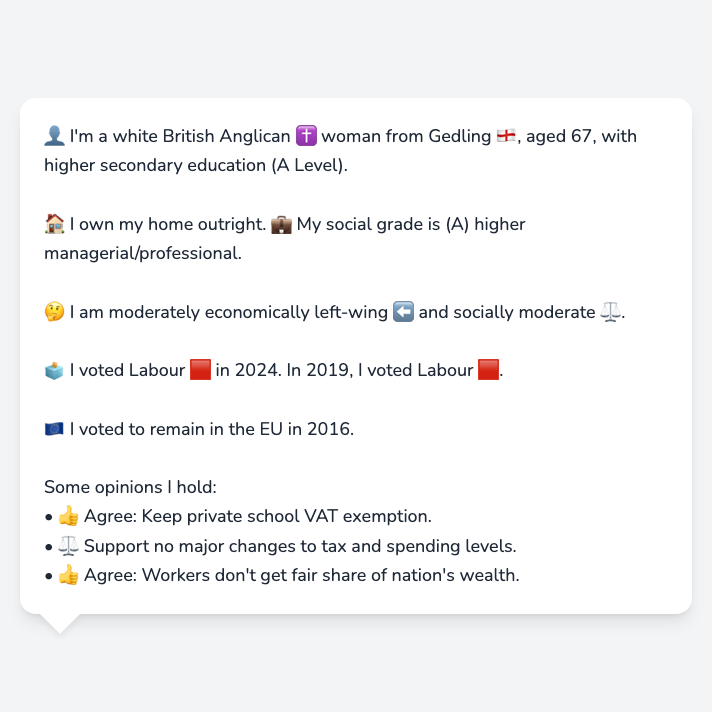 👤 I'm a white British Anglican ✝️ woman from Gedling 🏴󠁧󠁢󠁥󠁮󠁧󠁿, aged 67, with
higher secondary education (A Level).
🏠 I own my home outright. 💼 My social grade is (A) higher
managerial/professional.
🤔 I am moderately economically left-wing ⬅️ and socially moderate ⚖️.
🗳️ I voted Labour 🟥 in 2024. In 2019, I voted Labour 🟥.
🇪🇺 I voted to remain in the EU in 2016.
Some opinions I hold:
• 👍 Agree: Keep private school VAT exemption.
• ⚖️ Support no major changes to tax and spending levels.
• 👍 Agree: Workers don't get fair share of nation's wealth.